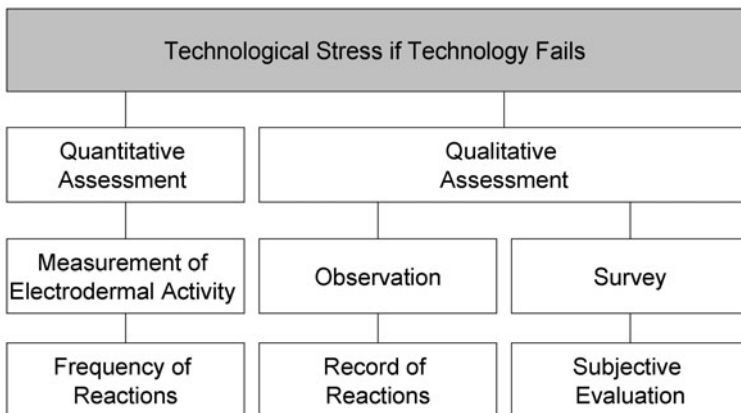 Technological Stress if Technology Fails
Quantitative
Assessment
Qualitative
Assessment
Measurement of
Electrodermal Activity
Observation
Survey
Frequency of
Reactions
Record of
Reactions
Subjective
Evaluation